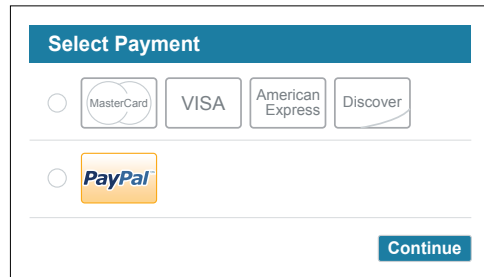 Select Payment
MasterCard VISA American Express Discover
PayPal
Continue